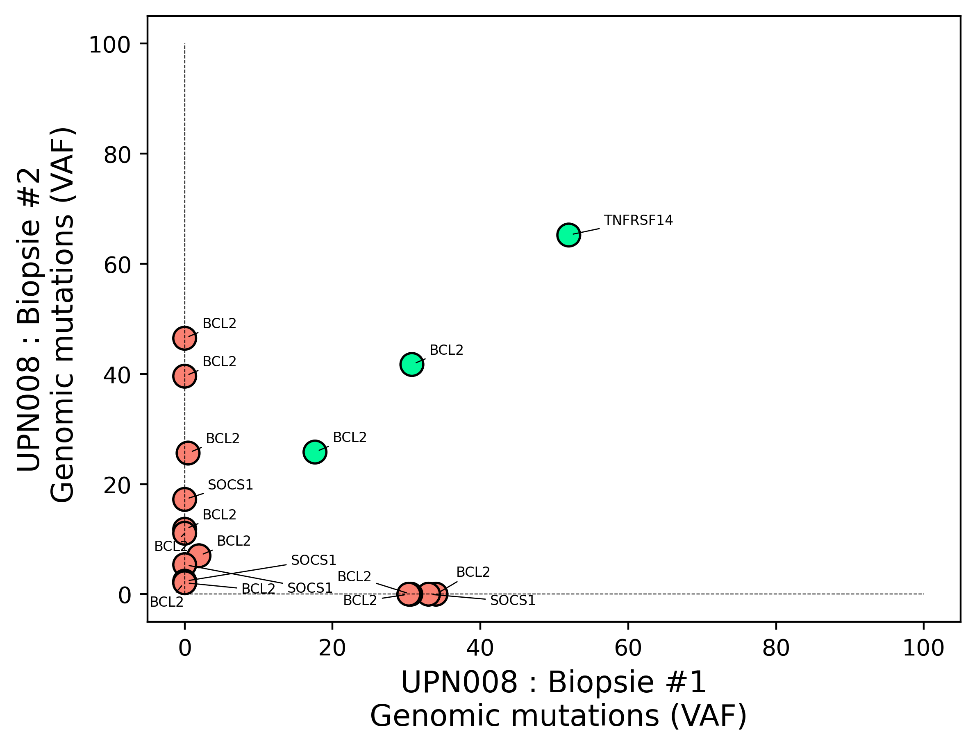 100
80
60
40
20
0
UPN008 : Biopsie #2
Genomic mutations (VAF)
TNFRSF14
BCL2
BCL2
BCL2
BCL2
BCL2
SOCS1
BCL2
BCL2
BCL2
SOCS1
BCL2
SOCS1
BCL2
BCL2
BCL2
BCL2
SOCS1
0
20
40
60
80
100
UPN008 : Biopsie #1
Genomic mutations (VAF)